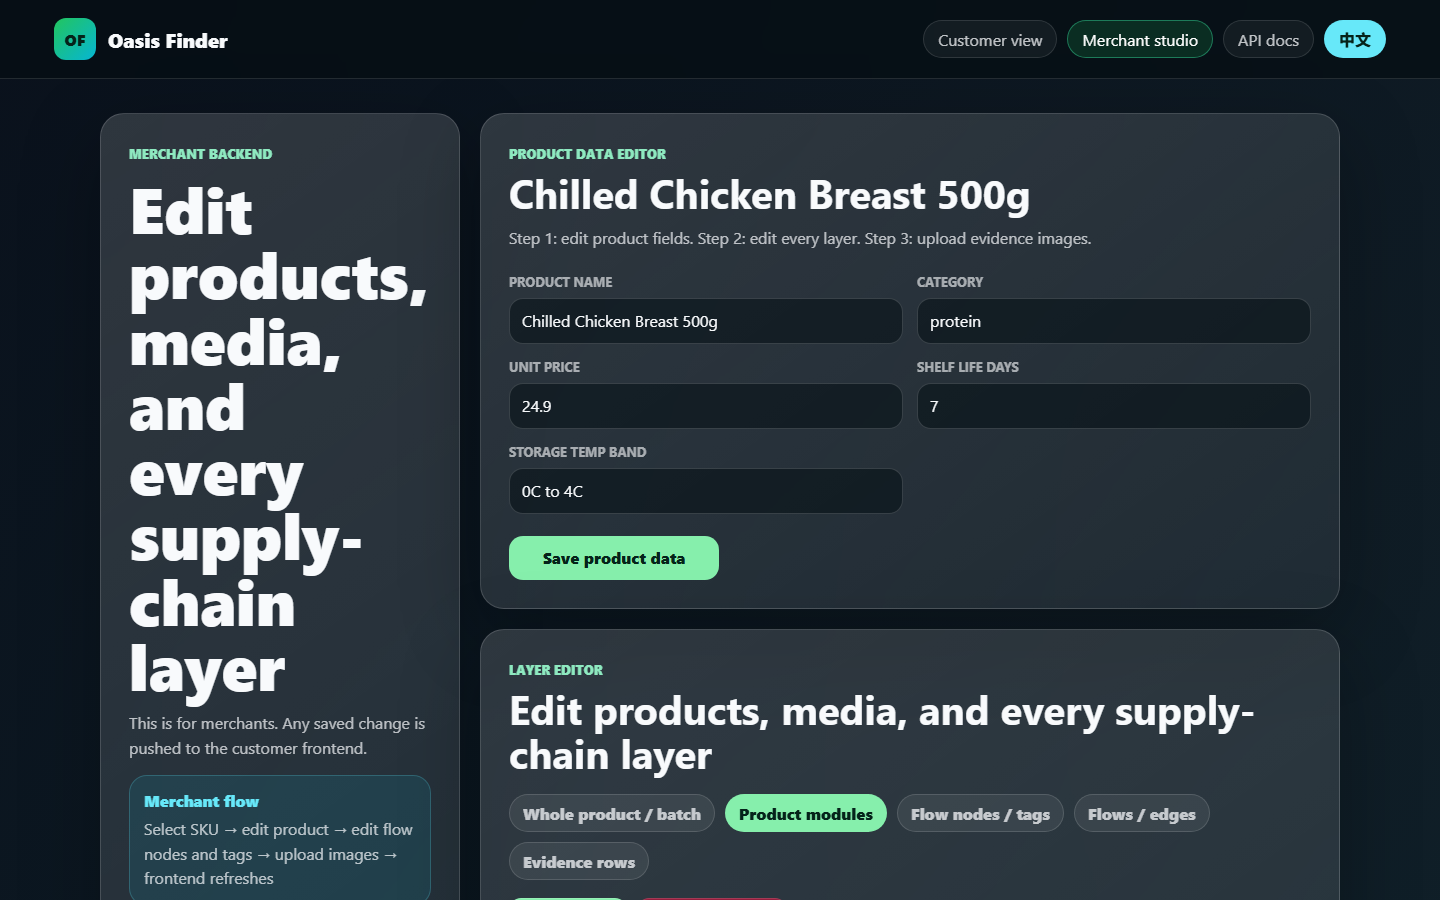 OF
Oasis Finder
Customer view
Merchant studio
API docs
中文
MERCHANT BACKEND
Edit
products,
media,
and
every
supply-
chain
layer
This is for merchants. Any saved change is
pushed to the customer frontend.
Merchant flow
Select SKU → edit product → edit flow
nodes and tags → upload images →
frontend refreshes
PRODUCT DATA EDITOR
Chilled Chicken Breast 500g
Step 1: edit product fields. Step 2: edit every layer. Step 3: upload evidence images.
PRODUCT NAME
Chilled Chicken Breast 500g
CATEGORY
protein
UNIT PRICE
24.9
SHELF LIFE DAYS
7
STORAGE TEMP BAND
0C to 4C
Save product data
LAYER EDITOR
Edit products, media, and every supply-
chain layer
Whole product / batch
Product modules
Flow nodes / tags
Flows / edges
Evidence rows